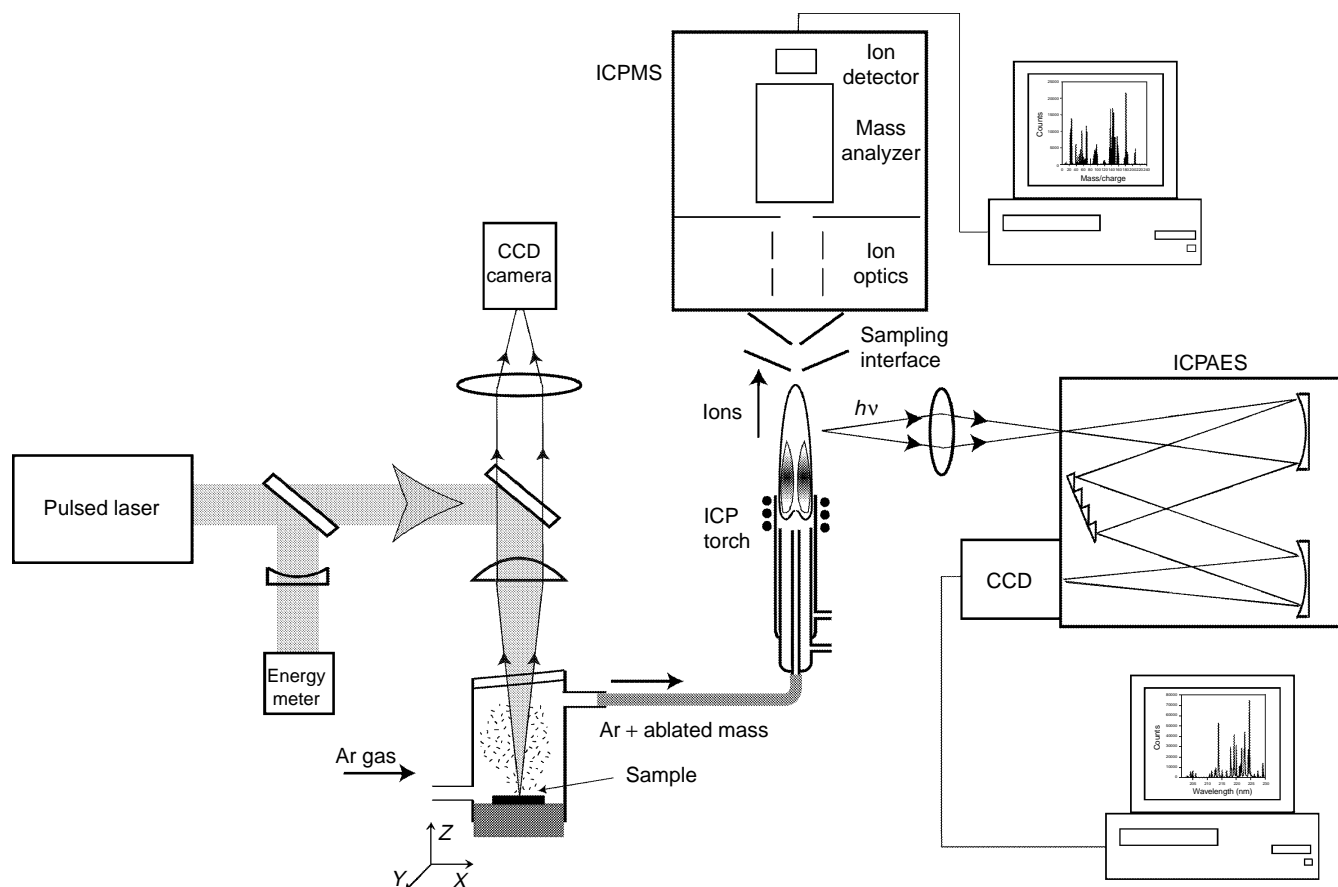 ICPMS
Ion
detector
Mass
analyzer
Ion
optics
Counts
Mass/charge
CCD
camera
Sampling
interface
ICPAES
Ions
hν
Pulsed laser
ICP
torch
CCD
Energy
meter
Ar + ablated mass
Ar gas
Sample
Z
Y
X
Counts
Wavelength (nm)